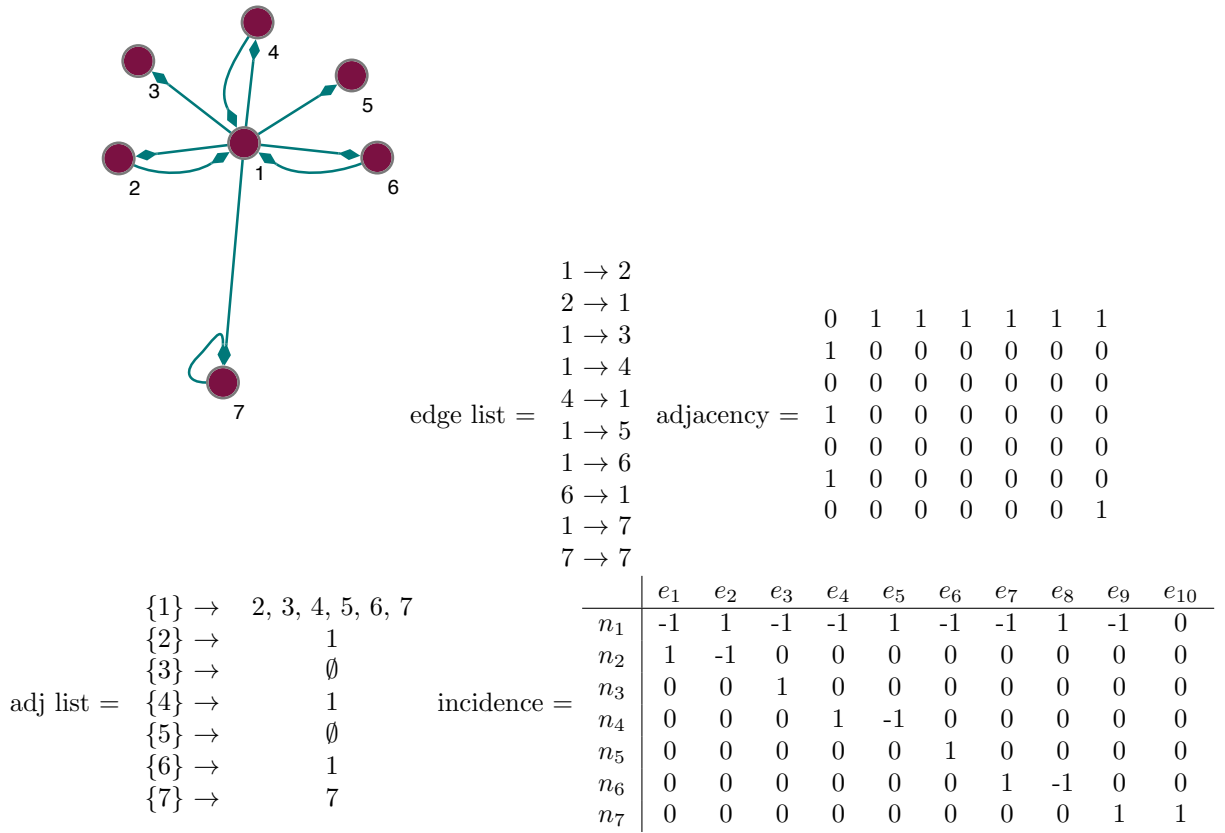 4
3
5
1
2
6
7
edge list =
1 → 2
2 → 1
1 → 3
1 → 4
4 → 1
1 → 5
1 → 6
6 → 1
1 → 7
7 → 7
adjacency =
0 1 1 1 1 1 1
1 0 0 0 0 0 0
0 0 0 0 0 0 0
1 0 0 0 0 0 0
0 0 0 0 0 0 0
1 0 0 0 0 0 0
0 0 0 0 0 0 1
adj list =
{1} → 2, 3, 4, 5, 6, 7
{2} → 1
{3} → ∅
{4} → 1
{5} → ∅
{6} → 1
{7} → 7
incidence =
e₁ e₂ e₃ e₄ e₅ e₆ e₇ e₈ e₉ e₁₀
n₁ -1 1 -1 -1 1 -1 -1 1 -1 0
n₂ 1 -1 0 0 0 0 0 0 0 0
n₃ 0 0 1 0 0 0 0 0 0 0
n₄ 0 0 0 1 -1 0 0 0 0 0
n₅ 0 0 0 0 0 1 0 0 0 0
n₆ 0 0 0 0 0 0 1 -1 0 0
n₇ 0 0 0 0 0 0 0 0 1 1